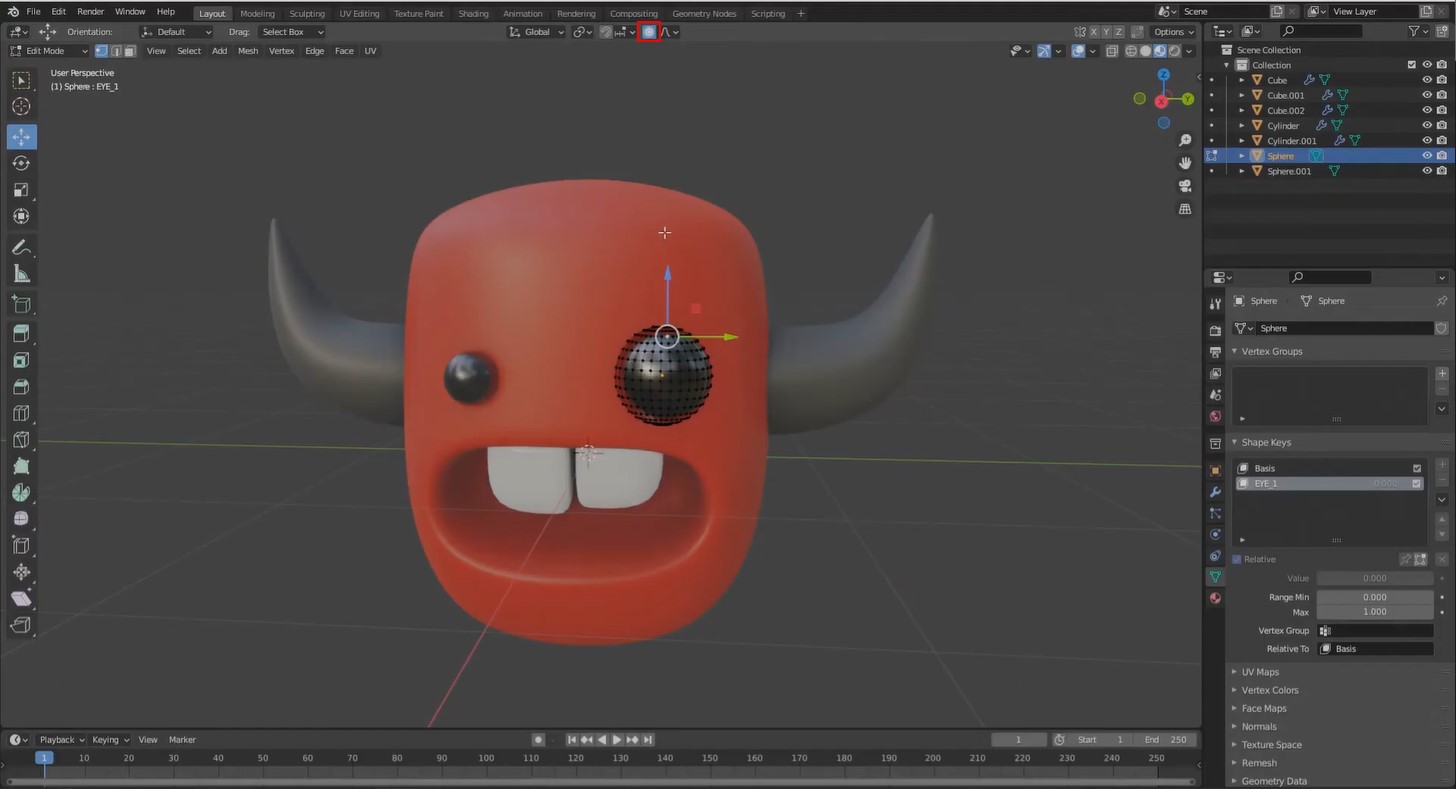 File Edit Render Window Help Layout Modeling Sculpting UV Editing Texture Paint Shading Animation Rendering Compositing Geometry Nodes Scripting + Scene View Layer
Orientation: Default Drag: Select Box Global X Y Z Options
Edit Mode View Select Add Mesh Vertex Edge Face UV
User Perspective
(1) Sphere : EYE_1
Z
Y
X
Scene Collection
Collection
Cube
Cube.001
Cube.002
Cylinder
Cylinder.001
Sphere
Sphere.001
Sphere Sphere
Sphere
Vertex Groups
Shape Keys
Basis
EYE_1 0.000
Relative
Value 0.000
Range Min 0.000
Max 1.000
Vertex Group
Relative To Basis
UV Maps
Vertex Colors
Face Maps
Normals
Texture Space
Remesh
Geometry Data
Playback Keying View Marker 1 Start 1 End 250
1 10 20 30 40 50 60 70 80 90 100 110 120 130 140 150 160 170 180 190 200 210 220 230 240 250